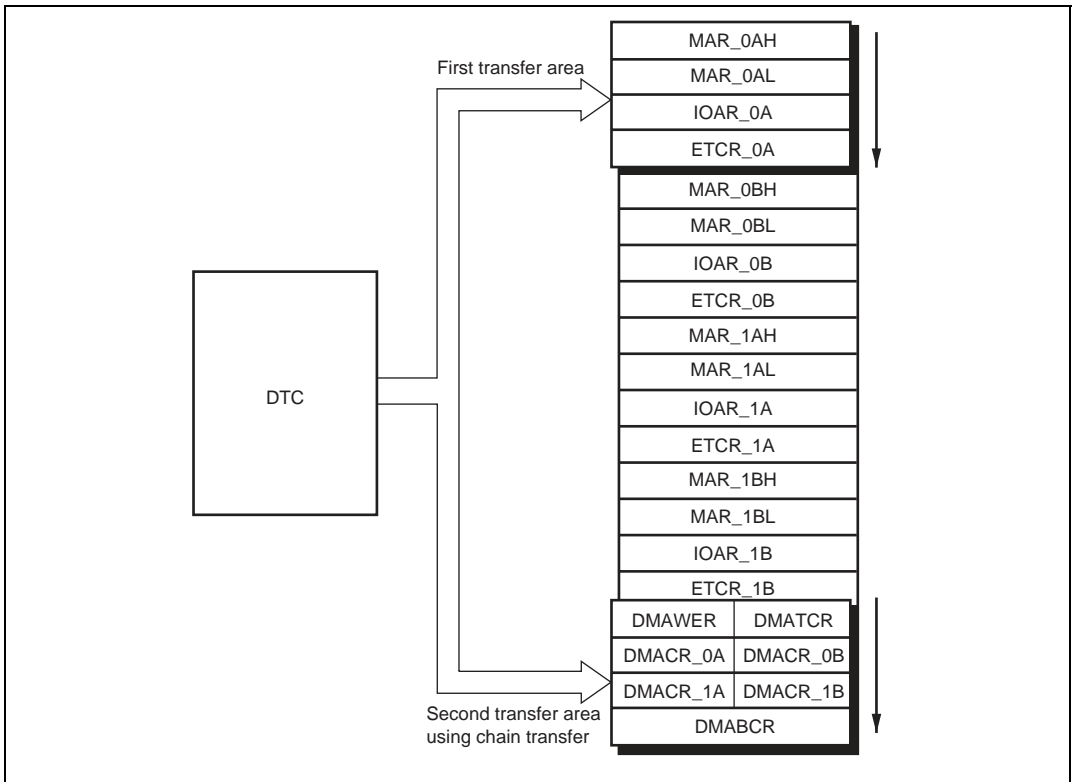 First transfer area
MAR_0AH
MAR_0AL
IOAR_0A
ETCR_0A
MAR_0BH
MAR_0BL
IOAR_0B
ETCR_0B
MAR_1AH
MAR_1AL
IOAR_1A
ETCR_1A
MAR_1BH
MAR_1BL
IOAR_1B
ETCR_1B
DTC
DMAWER DMATCR
DMACR_0A DMACR_0B
DMACR_1A DMACR_1B
DMABCR
Second transfer area
using chain transfer